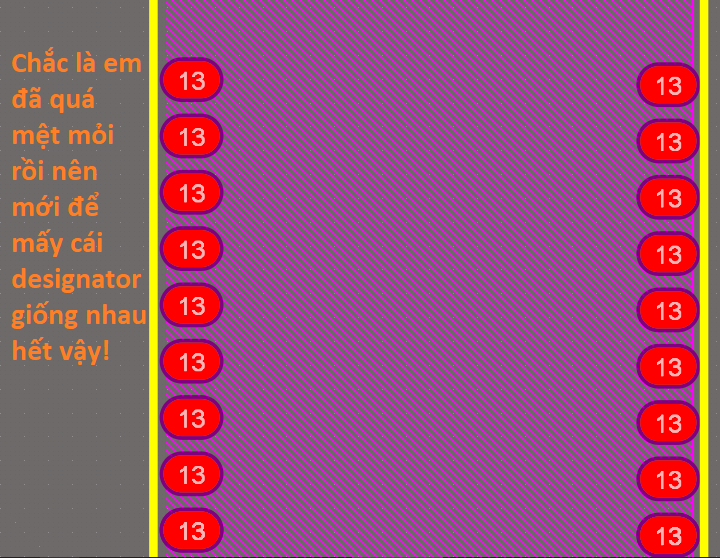 Chắc là em
đã quá
mệt mỏi
rồi nên
mới để
mấy cái
designator
giống nhau
hết vậy!
13 13
13 13
13 13
13 13
13 13
13 13
13 13
13 13
13 13